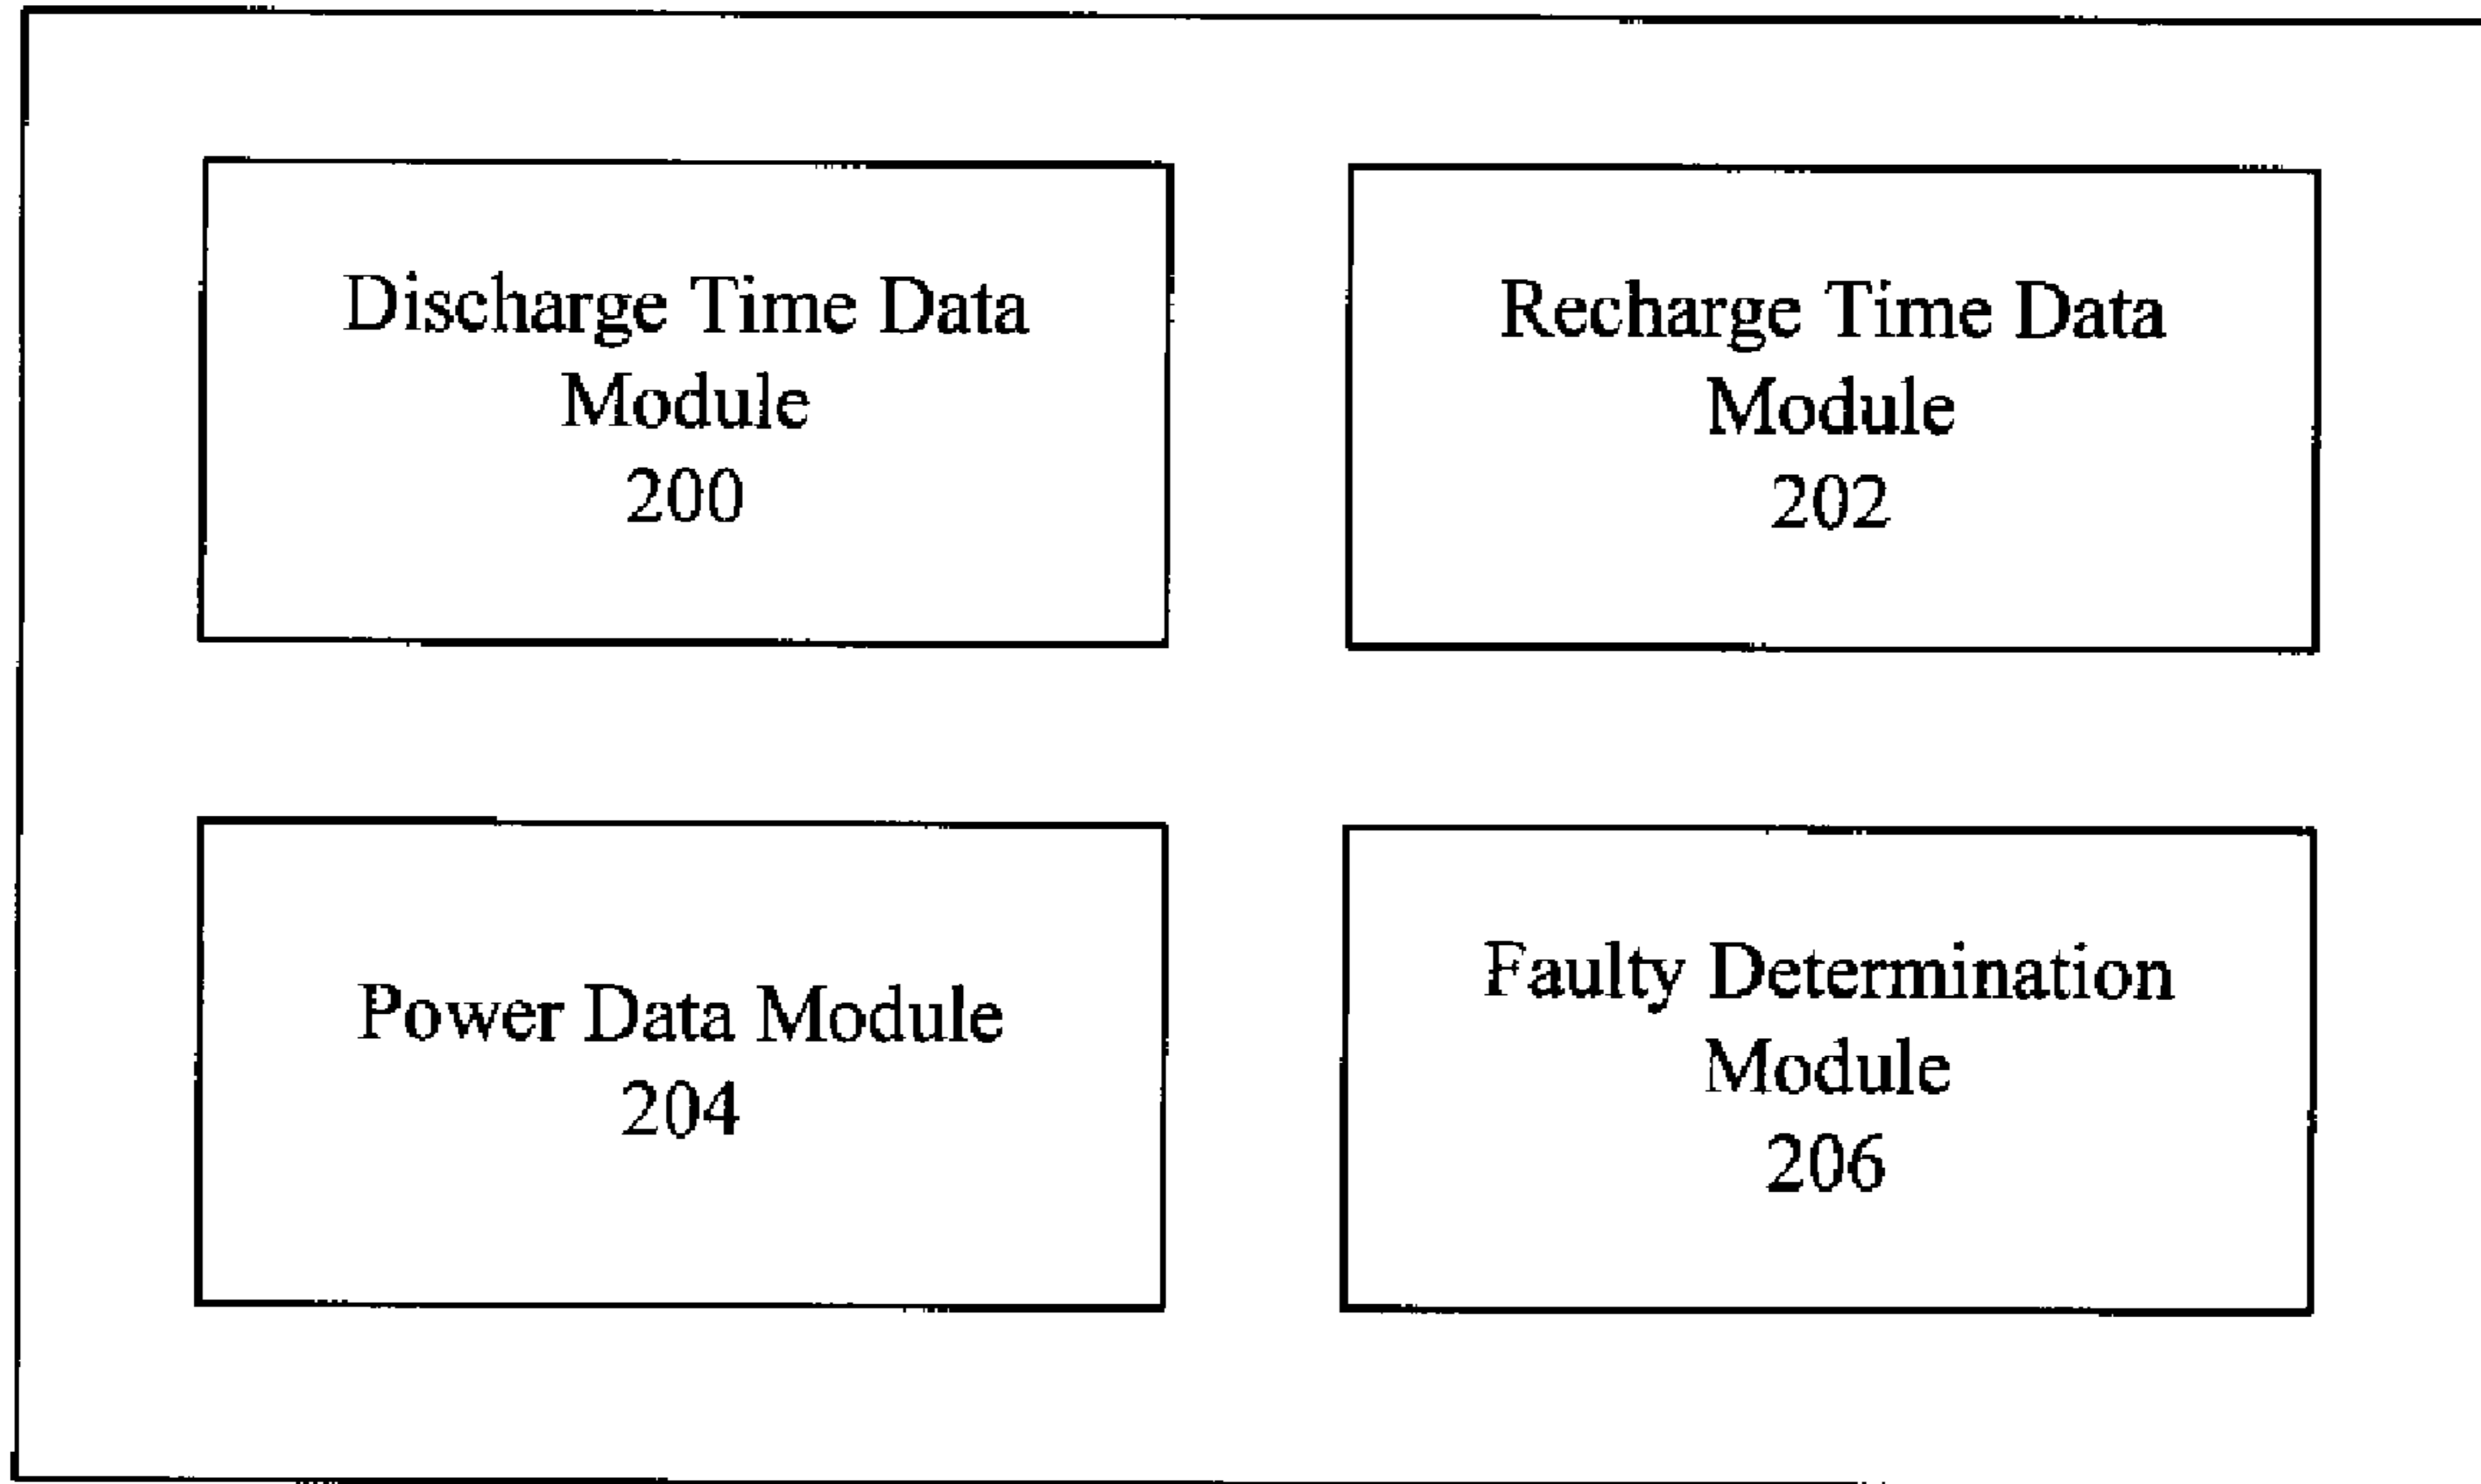 Discharge Time Data
Module
200
Recharge Time Data
Module
202
Power Data Module
204
Faulty Determination
Module
206